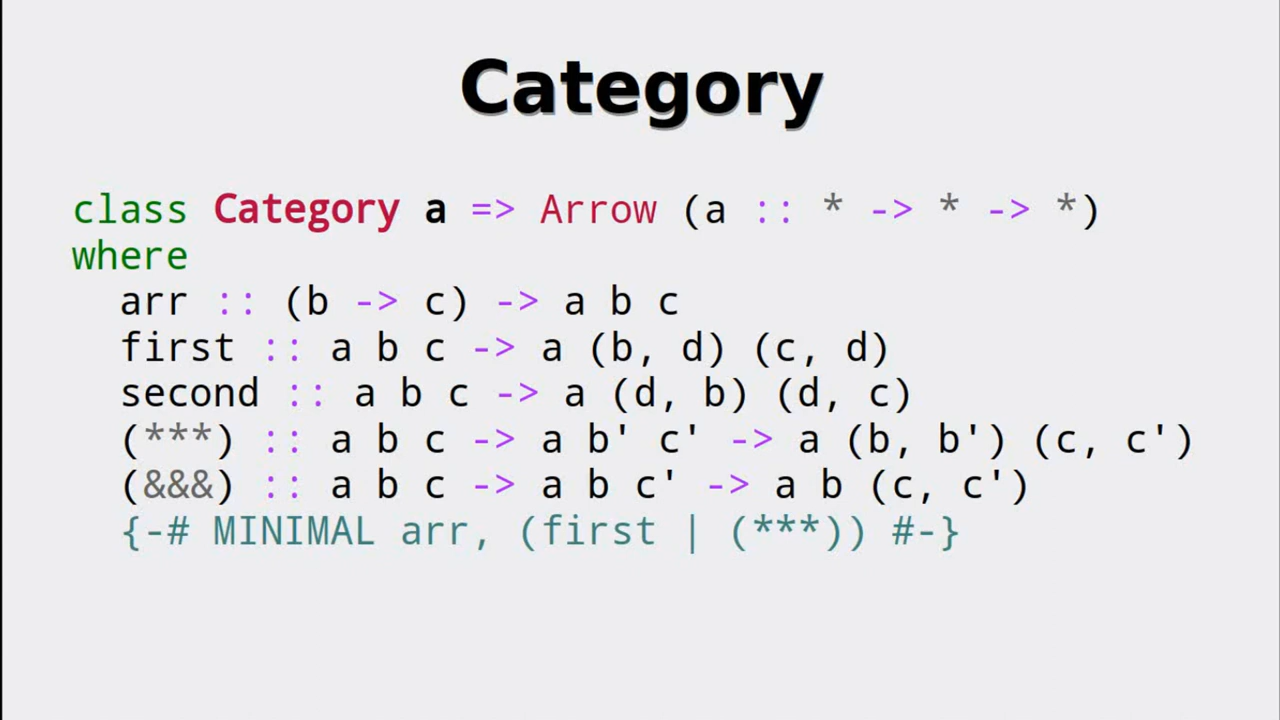 Category
class Category a => Arrow (a :: * -> * -> *)
where
  arr :: (b -> c) -> a b c
  first :: a b c -> a (b, d) (c, d)
  second :: a b c -> a (d, b) (d, c)
  (***) :: a b c -> a b' c' -> a (b, b') (c, c')
  (&&&) :: a b c -> a b c' -> a b (c, c')
  {-# MINIMAL arr, (first | (***)) #-}